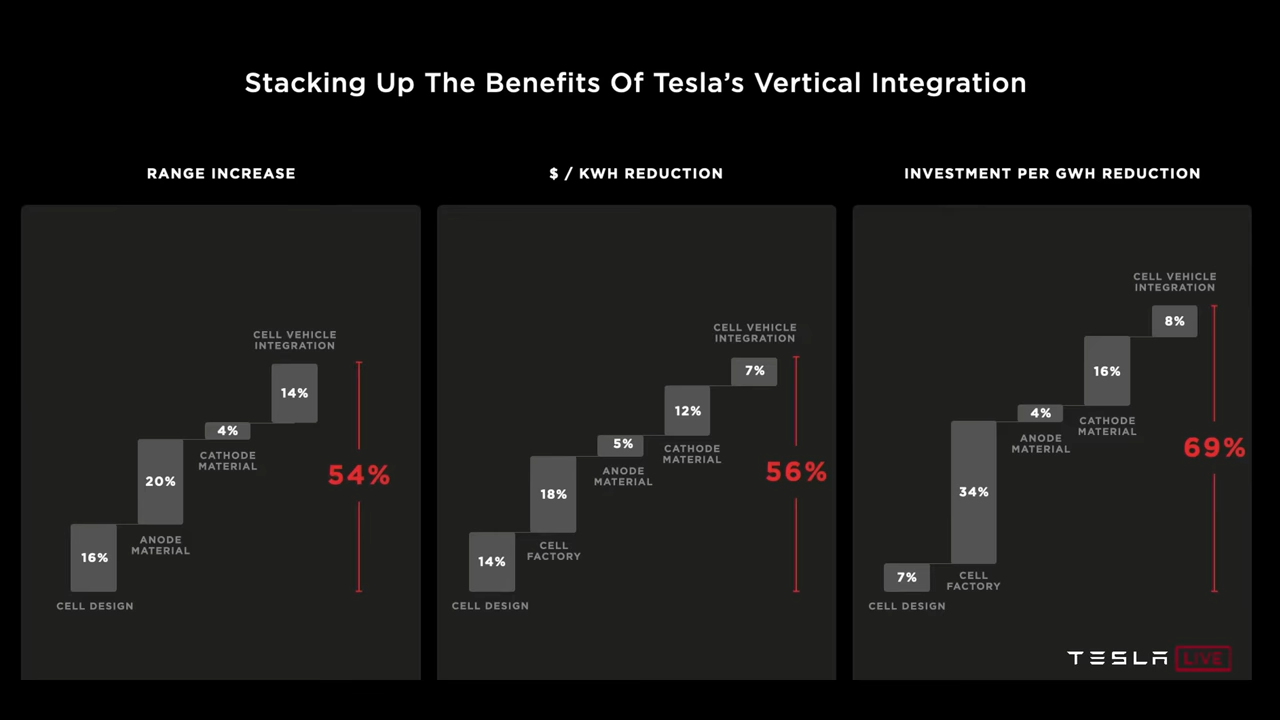 Stacking Up The Benefits Of Tesla's Vertical Integration
RANGE INCREASE
CELL VEHICLE
INTEGRATION
14%
4%
CATHODE
MATERIAL
20%
54%
ANODE
MATERIAL
16%
CELL DESIGN
$ / KWH REDUCTION
CELL VEHICLE
INTEGRATION
7%
12%
5%
CATHODE
MATERIAL
ANODE
MATERIAL
56%
18%
CELL
FACTORY
14%
CELL DESIGN
INVESTMENT PER GWH REDUCTION
CELL VEHICLE
INTEGRATION
8%
16%
4%
CATHODE
MATERIAL
ANODE
MATERIAL
69%
34%
7%
CELL
FACTORY
CELL DESIGN
TESLA LIVE